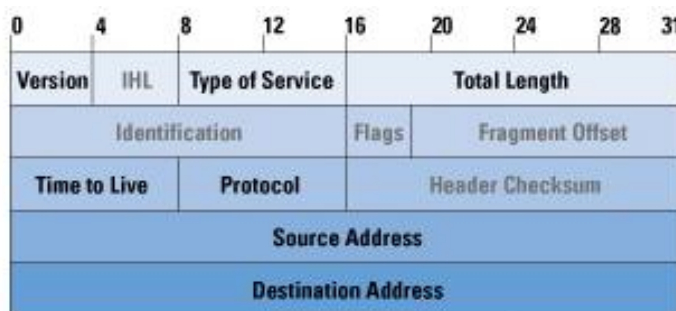 0 4 8 12 16 20 24 28 31
Version IHL Type of Service Total Length
Identification Flags Fragment Offset
Time to Live Protocol Header Checksum
Source Address
Destination Address